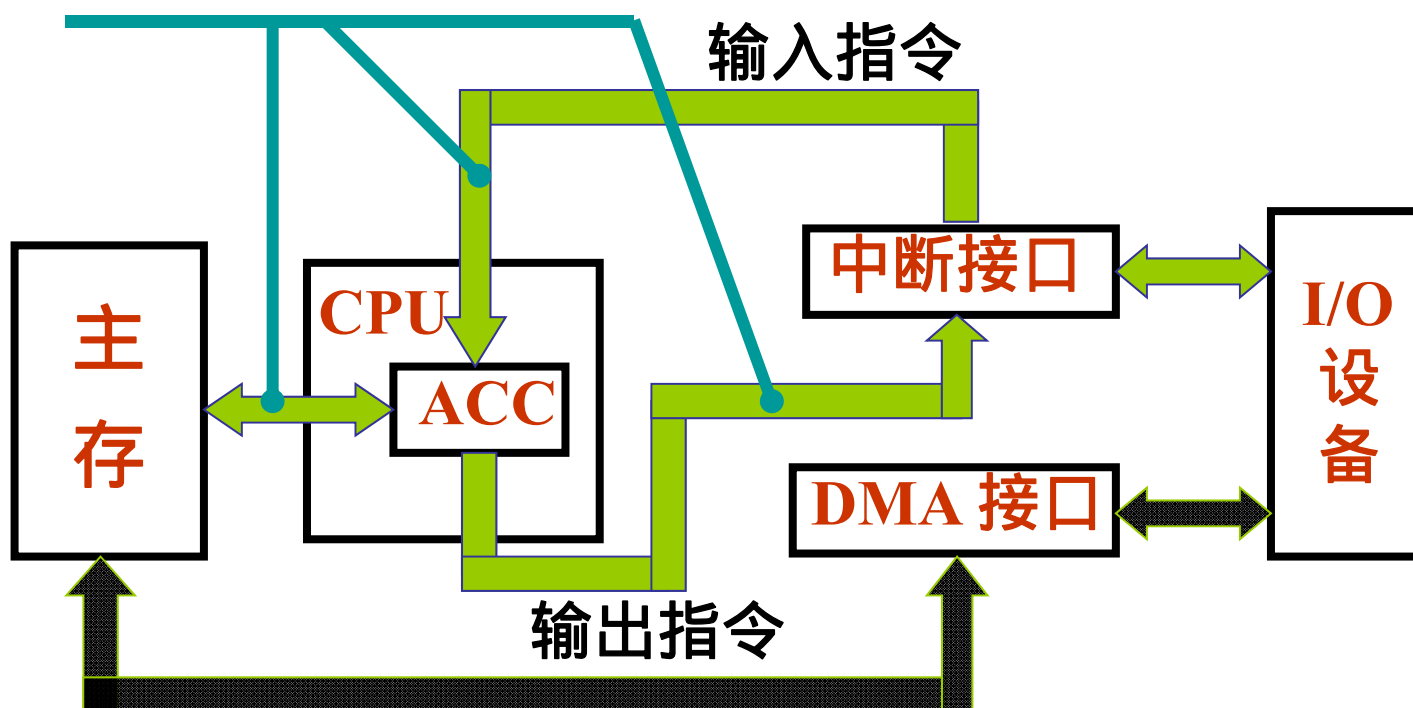 输入指令
中断接口
主
存
CPU
ACC
I/O
设
备
DMA 接口
输出指令